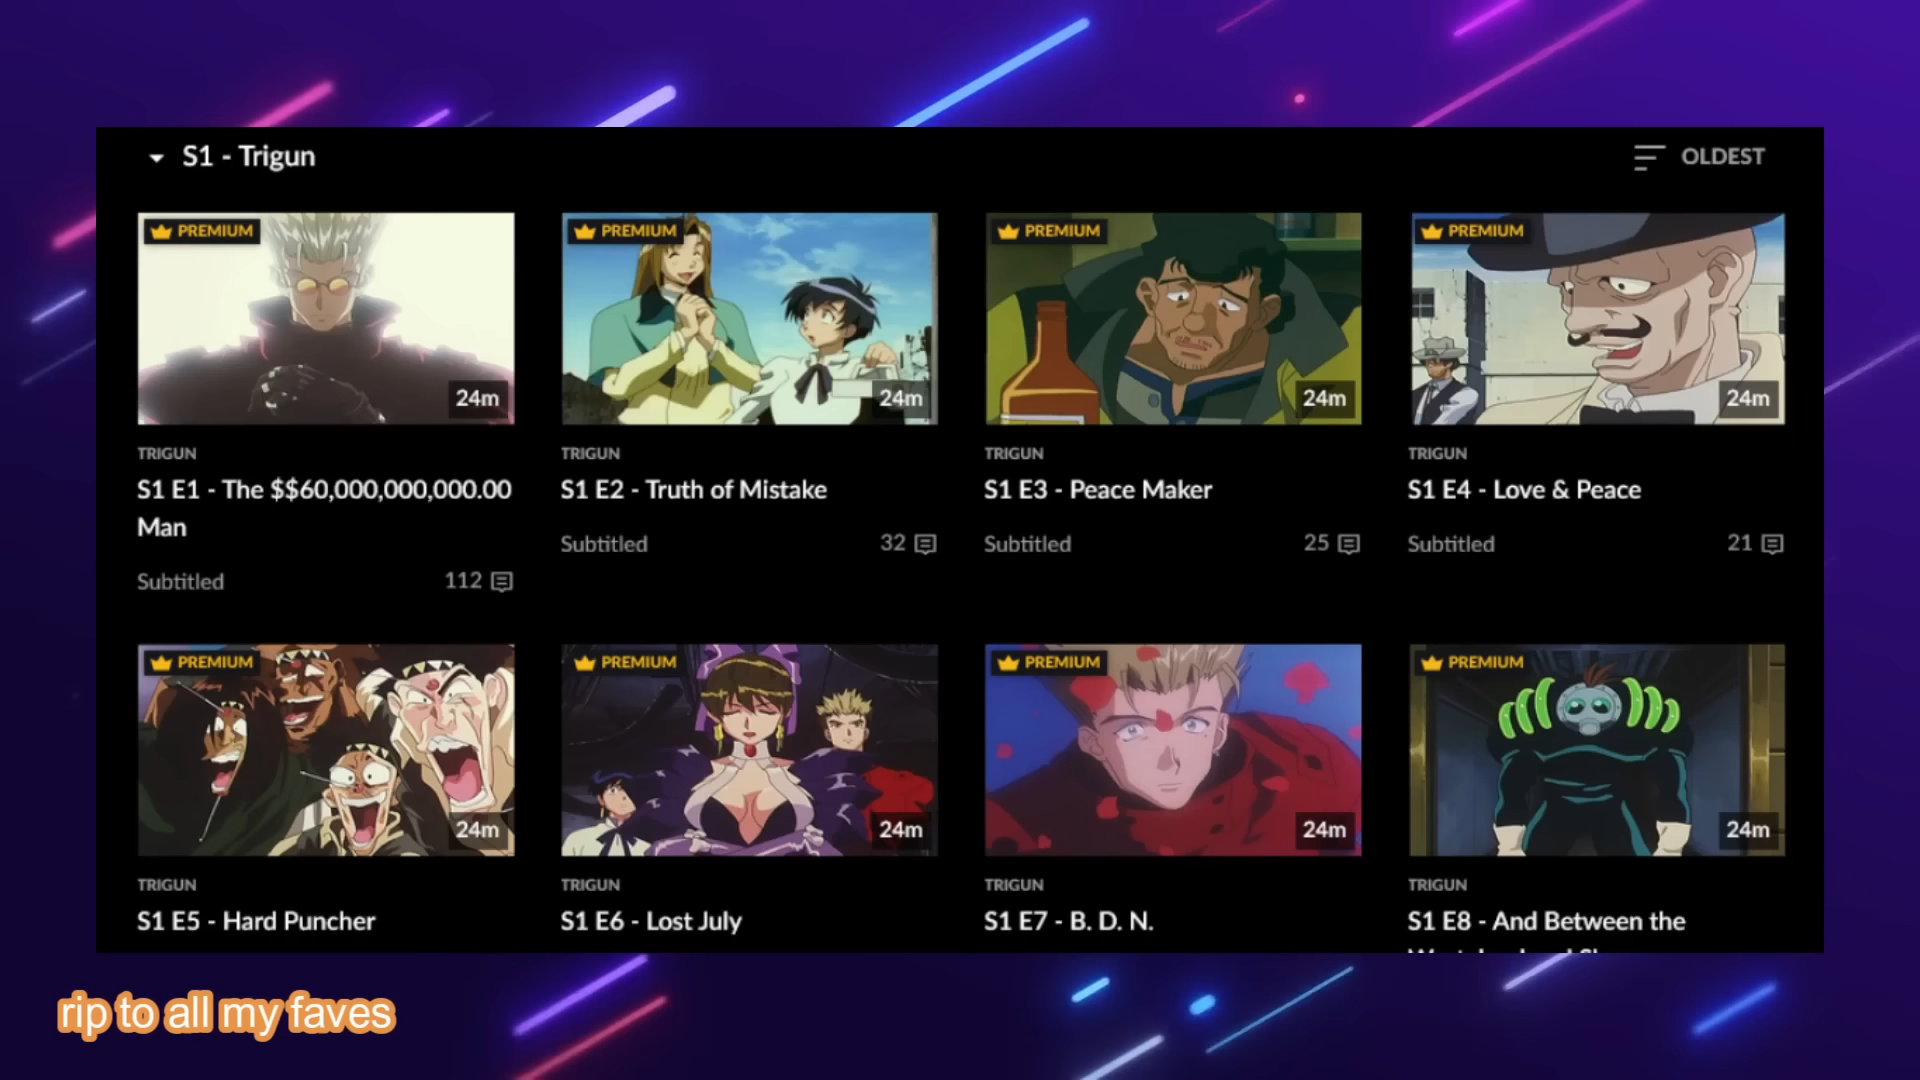 S1 - Trigun
OLDEST
PREMIUM
24m
PREMIUM
24m
PREMIUM
24m
PREMIUM
24m
TRIGUN
S1 E1 - The $$60,000,000,000.00
Man
Subtitled
112
TRIGUN
S1 E2 - Truth of Mistake
Subtitled
32
TRIGUN
S1 E3 - Peace Maker
Subtitled
25
TRIGUN
S1 E4 - Love & Peace
Subtitled
21
PREMIUM
24m
PREMIUM
24m
PREMIUM
24m
PREMIUM
24m
TRIGUN
S1 E5 - Hard Puncher
TRIGUN
S1 E6 - Lost July
TRIGUN
S1 E7 - B. D. N.
TRIGUN
S1 E8 - And Between the
rip to all my faves